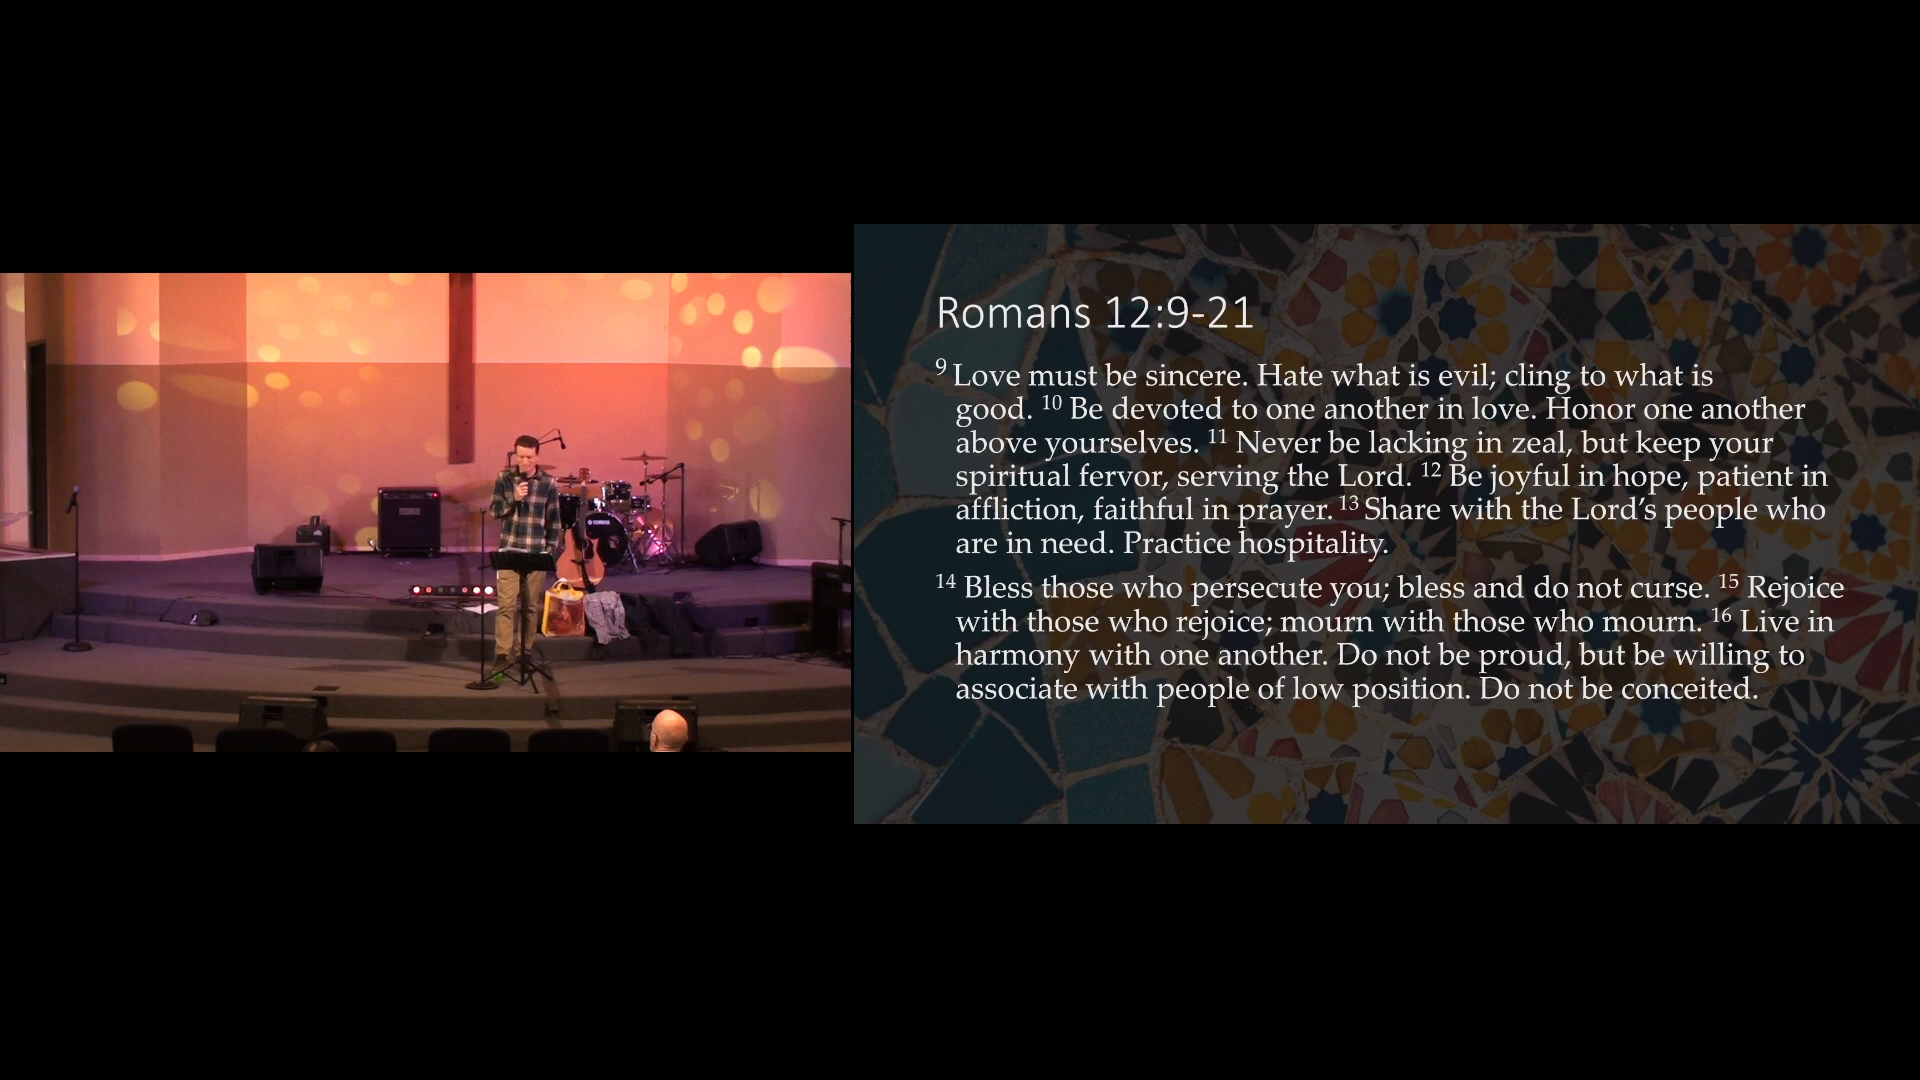 Romans 12:9-21
9 Love must be sincere. Hate what is evil; cling to what is
good. 10 Be devoted to one another in love. Honor one another
above yourselves. 11 Never be lacking in zeal, but keep your
spiritual fervor, serving the Lord. 12 Be joyful in hope, patient in
affliction, faithful in prayer. 13 Share with the Lord’s people who
are in need. Practice hospitality.
14 Bless those who persecute you; bless and do not curse. 15 Rejoice
with those who rejoice; mourn with those who mourn. 16 Live in
harmony with one another. Do not be proud, but be willing to
associate with people of low position. Do not be conceited.